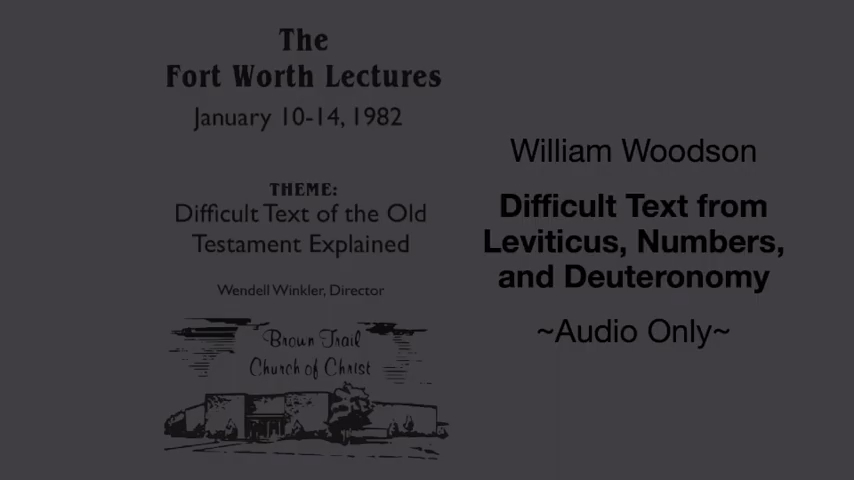 The
Fort Worth Lectures
January 10-14, 1982
THEME:
Difficult Text of the Old
Testament Explained
Wendell Winkler, Director
Brown Trail
Church of Christ
William Woodson
Difficult Text from
Leviticus, Numbers,
and Deuteronomy
~Audio Only~